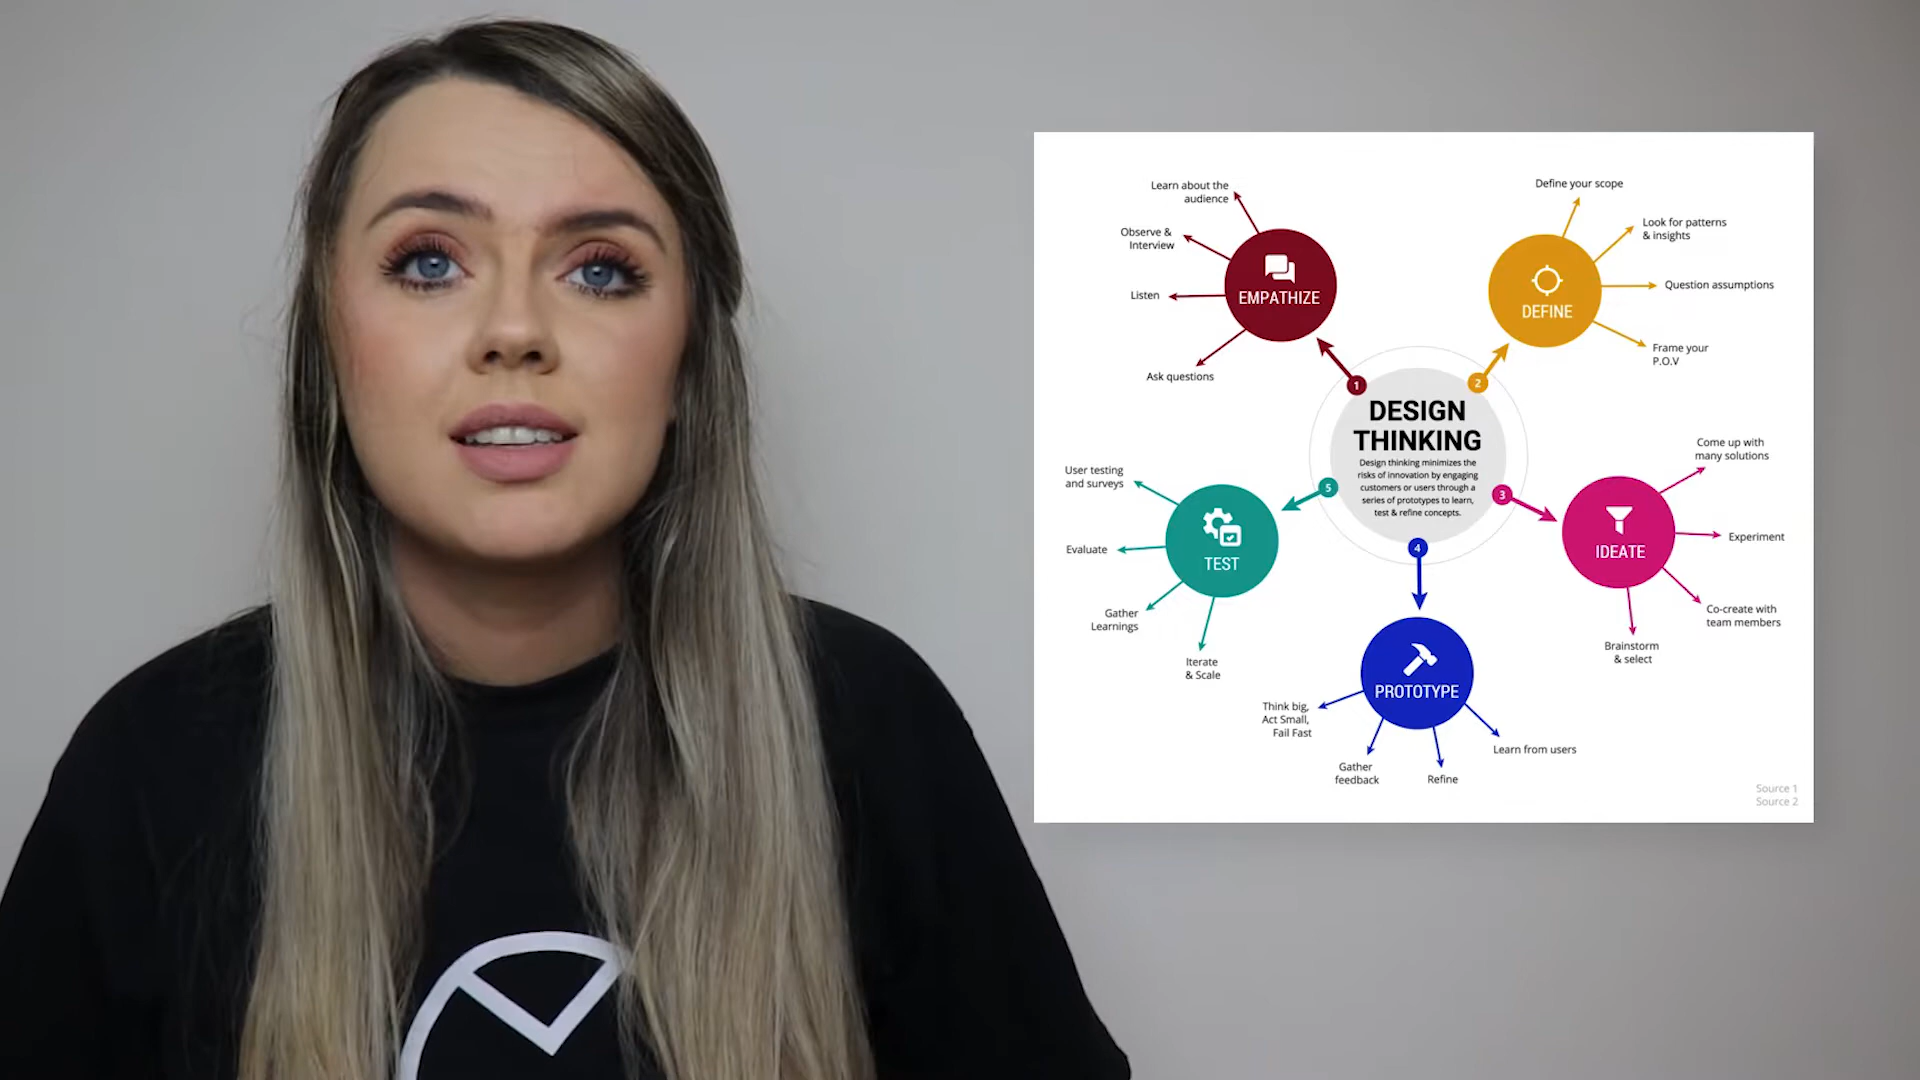 Learn about the
audience
Observe &
Interview
Listen
Ask questions
EMPATHIZE
Define your scope
Look for patterns
& insights
Question assumptions
Frame your
P.O.V
DEFINE
1
2
DESIGN
THINKING
Design thinking minimizes the
risks of innovation by engaging
customers or users through a
series of prototypes to learn,
test & refine concepts.
5
3
4
Come up with
many solutions
Experiment
Co-create with
team members
Brainstorm
& select
IDEATE
User testing
and surveys
Evaluate
Gather
Learnings
Iterate
& Scale
TEST
PROTOTYPE
Think big,
Act Small,
Fail Fast
Gather
feedback
Refine
Learn from users
Source 1
Source 2